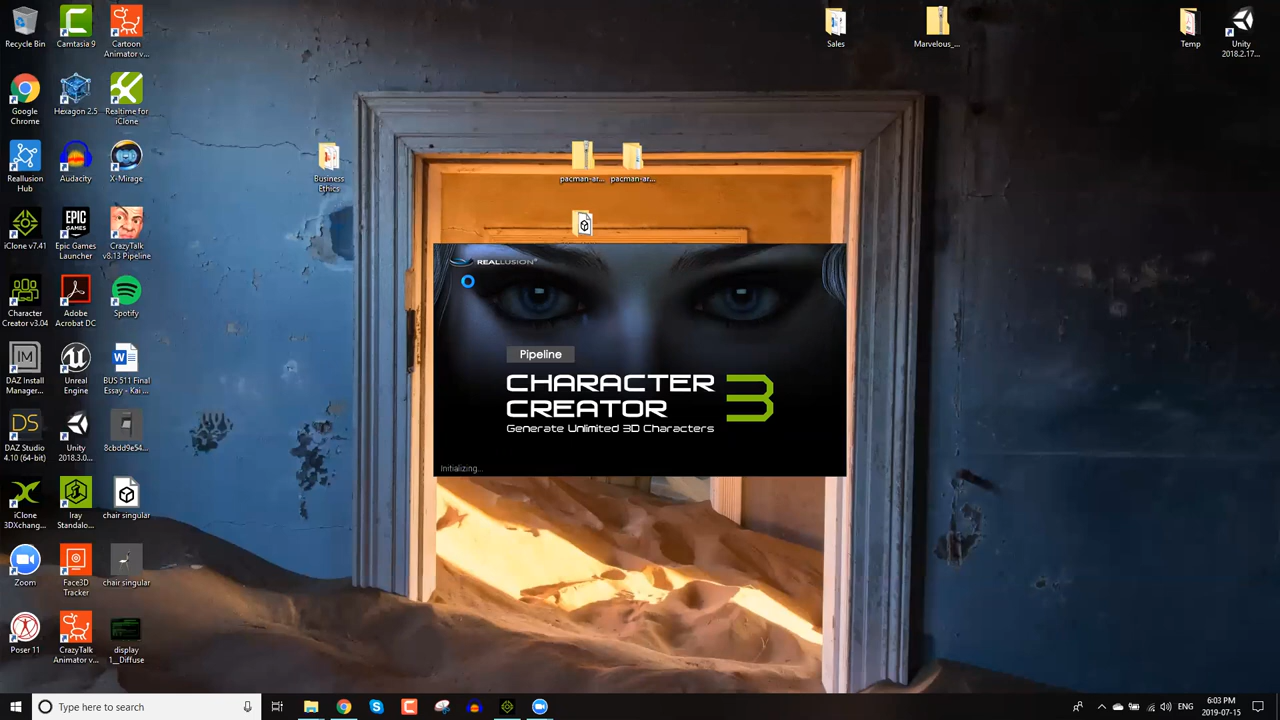 Recycle Bin
Camtasia 9
Cartoon
Animator v...
Sales
Marvelous_...
Temp
Unity
2018.2.17...
Google
Chrome
Hexagon 2.5
Realtime for
iClone
Reallusion
Hub
Audacity
X-Mirage
Business
Ethics
pacman-ar...
pacman-ar...
iClone v7.41
Epic Games
Launcher
CrazyTalk
v8.13 Pipeline
EPIC
GAMES
REALLUSION
Character
Creator v3.04
Adobe
Acrobat DC
Spotify
Pipeline
CHARACTER
CREATOR 3
Generate Unlimited 3D Characters
Initializing...
IM
DAZ Install
Manager...
Unreal
Engine
BUS 511 Final
Essay - Kai...
DS
DAZ Studio
4.10 (64-bit)
Unity
2018.3.0...
8cbdd9e54...
iClone
3DXchang...
Iray
Standalo...
chair singular
Zoom
Face3D
Tracker
chair singular
Poser 11
CrazyTalk
Animator v...
display
1__Diffuse
Type here to search
ENG
6:03 PM
2019-07-15